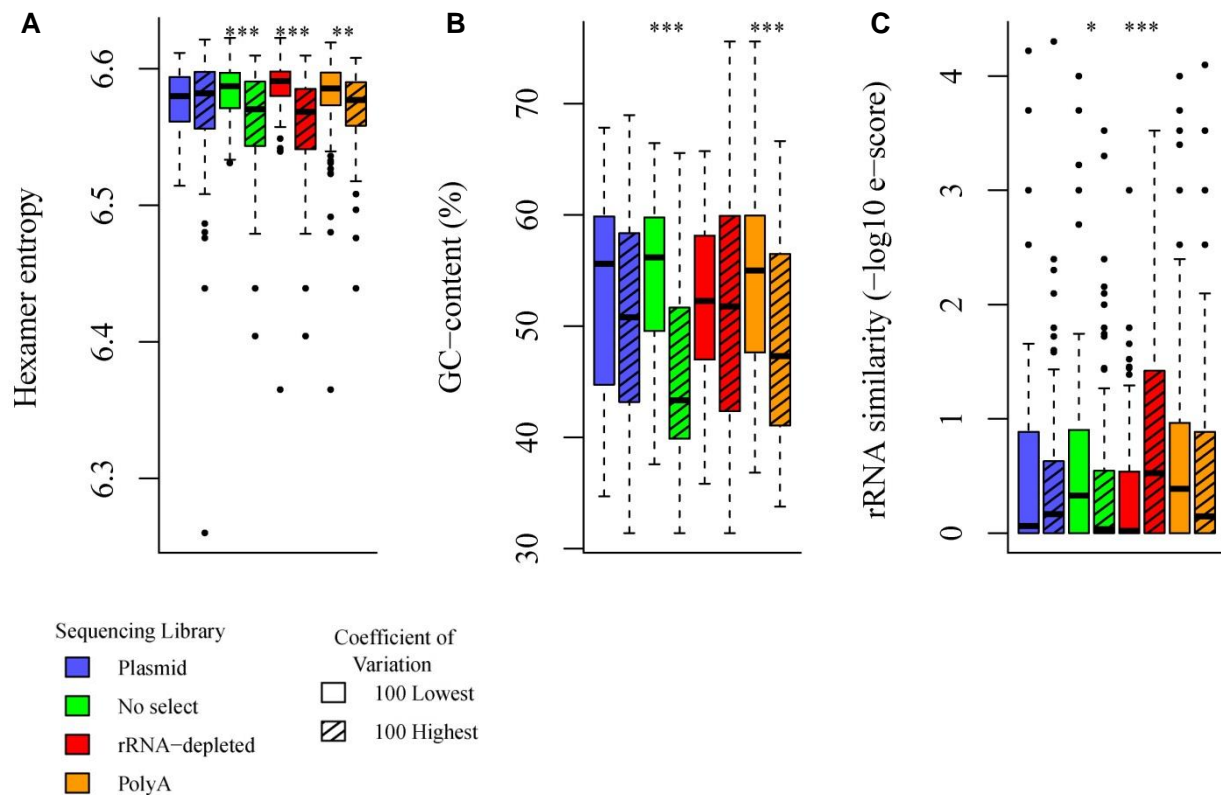 A
Hexamer entropy
6.6
6.5
6.4
6.3
*** *** **
B
GC−content (%)
70
60
50
40
30
*** ***
C
rRNA similarity (−log10 e−score)
4
3
2
1
0
* ***
Sequencing Library
Plasmid
No select
rRNA−depleted
PolyA
Coefficient of
Variation
100 Lowest
100 Highest